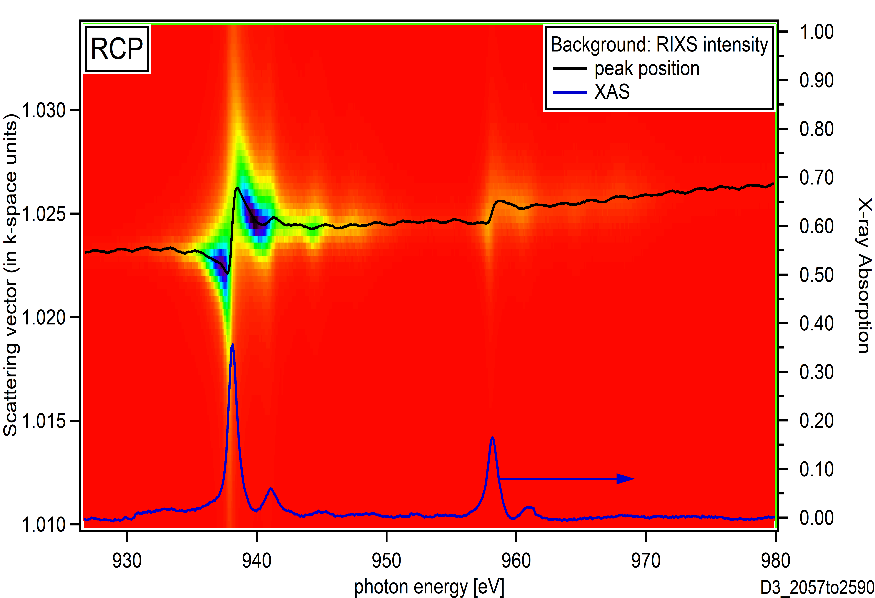 RCP
Background: RIXS intensity
peak position
XAS
Scattering vector (in k-space units)
1.030
1.025
1.020
1.015
1.010
1.00
0.90
0.80
0.70
0.60
0.50
0.40
0.30
0.20
0.10
0.00
X-ray Absorption
930
940
950
960
970
980
photon energy [eV]
D3_2057to2590